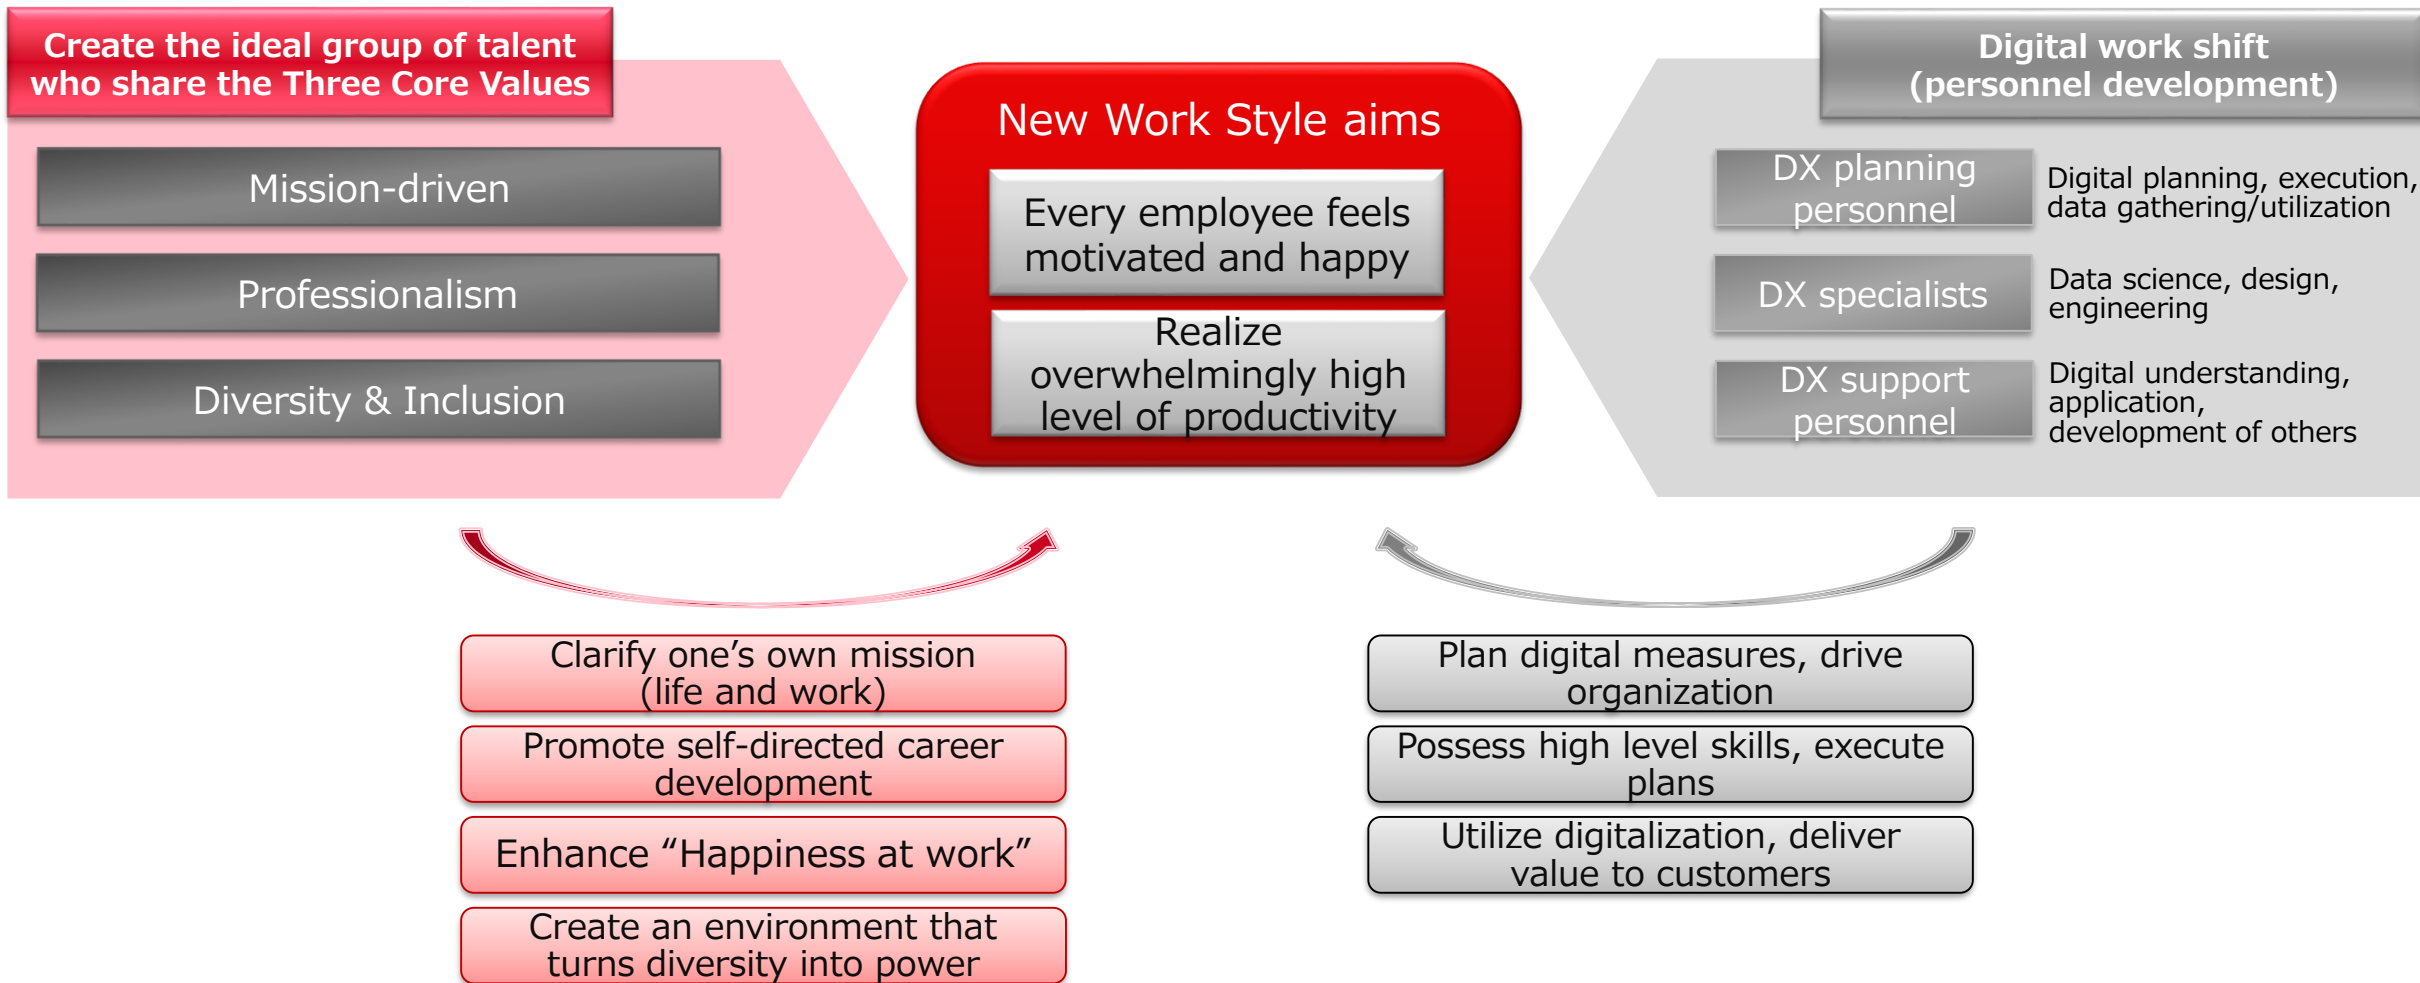 Create the ideal group of talent
who share the Three Core Values
Mission-driven
Professionalism
Diversity & Inclusion
New Work Style aims
Every employee feels
motivated and happy
Realize
overwhelmingly high
level of productivity
Digital work shift
(personnel development)
DX planning
personnel
Digital planning, execution,
data gathering/utilization
DX specialists
Data science, design,
engineering
DX support
personnel
Digital understanding,
application,
development of others
Clarify one’s own mission
(life and work)
Promote self-directed career
development
Enhance “Happiness at work”
Create an environment that
turns diversity into power
Plan digital measures, drive
organization
Possess high level skills, execute
plans
Utilize digitalization, deliver
value to customers